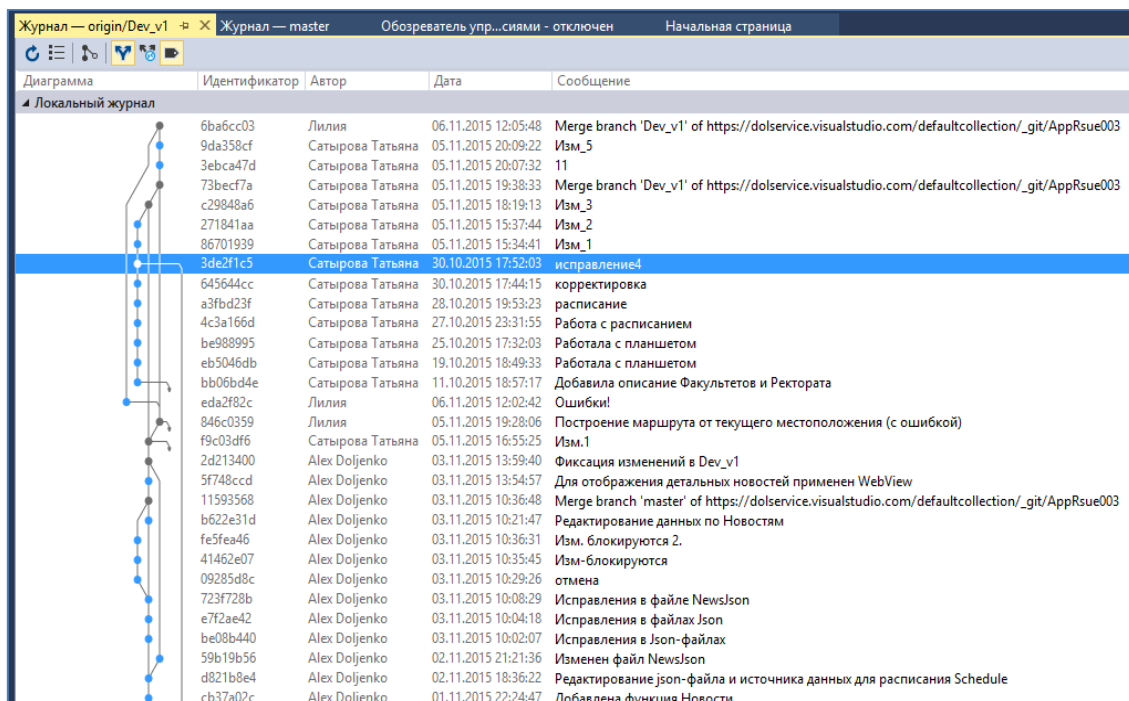 Журнал — origin/Dev_v1 Журнал — master Обозреватель упр...сиями - отключен Начальная страница
Диаграмма Идентификатор Автор Дата Сообщение
Локальный журнал
6ba6cc03 Лилия 06.11.2015 12:05:48 Merge branch 'Dev_v1' of https://dolservice.visualstudio.com/defaultcollection/_git/AppRsue003
9da358cf Сатырова Татьяна 05.11.2015 20:09:22 Изм_5
3ebca47d Сатырова Татьяна 05.11.2015 20:07:32 11
73becf7a Сатырова Татьяна 05.11.2015 19:38:33 Merge branch 'Dev_v1' of https://dolservice.visualstudio.com/defaultcollection/_git/AppRsue003
c29848a6 Сатырова Татьяна 05.11.2015 18:19:13 Изм_3
271841aa Сатырова Татьяна 05.11.2015 15:37:44 Изм_2
86701939 Сатырова Татьяна 05.11.2015 15:34:41 Изм_1
3de2f1c5 Сатырова Татьяна 30.10.2015 17:52:03 исправление4
645644cc Сатырова Татьяна 30.10.2015 17:44:15 корректировка
a3fbd23f Сатырова Татьяна 28.10.2015 19:53:23 расписание
4c3a166d Сатырова Татьяна 27.10.2015 23:31:55 Работа с расписанием
be988995 Сатырова Татьяна 25.10.2015 17:32:03 Работала с планшетом
eb5046db Сатырова Татьяна 19.10.2015 18:49:33 Работала с планшетом
bb06bd4e Сатырова Татьяна 11.10.2015 18:57:17 Добавила описание Факультетов и Ректората
eda2f82c Лилия 06.11.2015 12:02:42 Ошибки!
846c0359 Лилия 05.11.2015 19:28:06 Построение маршрута от текущего местоположения (с ошибкой)
f9c03df6 Сатырова Татьяна 05.11.2015 16:55:25 Изм.1
2d213400 Alex Doljenko 03.11.2015 13:59:40 Фиксация изменений в Dev_v1
5f748ccd Alex Doljenko 03.11.2015 13:54:57 Для отображения детальных новостей применен WebView
11593568 Alex Doljenko 03.11.2015 10:36:48 Merge branch 'master' of https://dolservice.visualstudio.com/defaultcollection/_git/AppRsue003
b622e31d Alex Doljenko 03.11.2015 10:21:47 Редактирование данных по Новостям
fe5fea46 Alex Doljenko 03.11.2015 10:36:31 Изм. блокируются 2.
41462e07 Alex Doljenko 03.11.2015 10:35:45 Изм-блокируются
09285d8c Alex Doljenko 03.11.2015 10:29:26 отмена
723f728b Alex Doljenko 03.11.2015 10:08:29 Исправления в файле NewsJson
e7f2ae42 Alex Doljenko 03.11.2015 10:04:18 Исправления в файлах Json
be08b440 Alex Doljenko 03.11.2015 10:02:07 Исправления в Json-файлах
59b19b56 Alex Doljenko 02.11.2015 21:21:36 Изменен файл NewsJson
d821b8e4 Alex Doljenko 02.11.2015 18:36:22 Редактирование json-файла и источника данных для расписания Schedule
cb37a02c Alex Doljenko 01.11.2015 22:24:47 Добавлена функция Новости